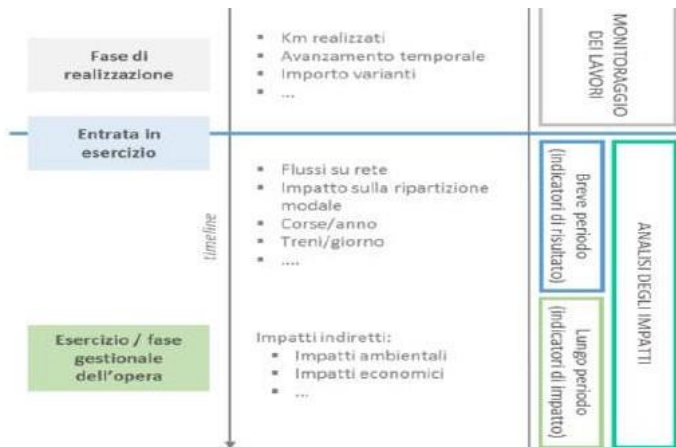 Fase di
realizzazione
▪ Km realizzati
▪ Avanzamento temporale
▪ Importo varianti
▪ ...
MONITORAGGIO
DEI LAVORI
Entrata in
esercizio
▪ Flussi su rete
▪ Impatto sulla ripartizione
modale
▪ Corse/anno
▪ Treni/giorno
▪ ....
timeline
Breve periodo
(indicatori di risultato)
ANALISI DEGLI IMPATTI
Esercizio / fase
gestionale
dell'opera
Impatti indiretti:
▪ Impatti ambientali
▪ Impatti economici
▪ ...
Lungo periodo
(indicatori di impatto)